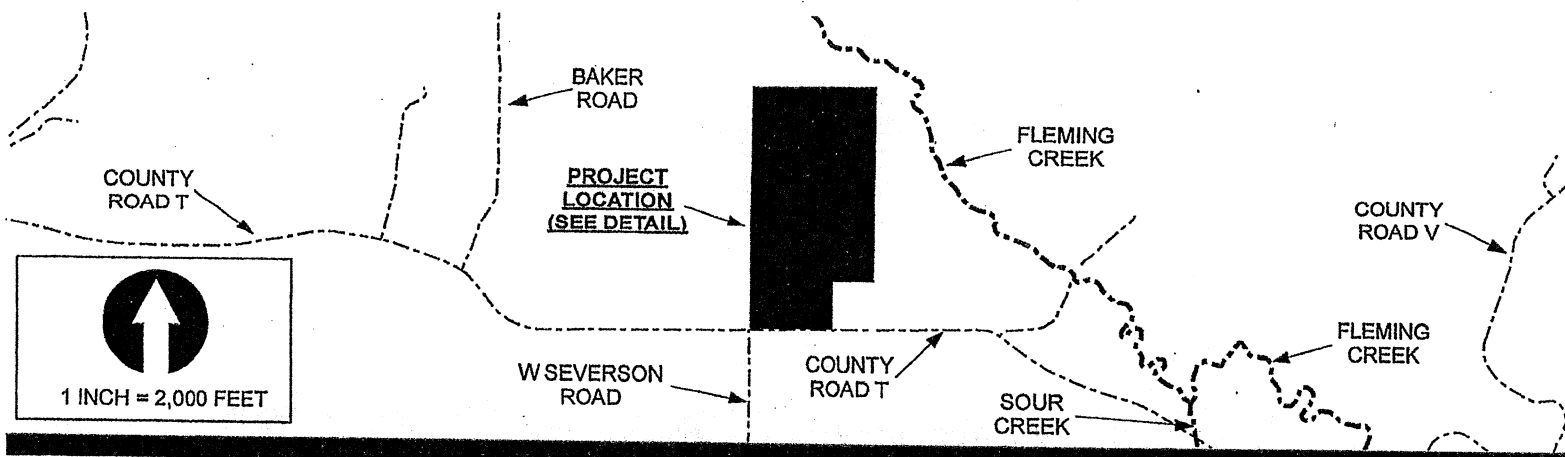 BAKER
ROAD
FLEMING
CREEK
COUNTY
ROAD T
PROJECT
LOCATION
(SEE DETAIL)
COUNTY
ROAD V
1 INCH = 2,000 FEET
W SEVERSON
ROAD
COUNTY
ROAD T
FLEMING
CREEK
SOUR
CREEK